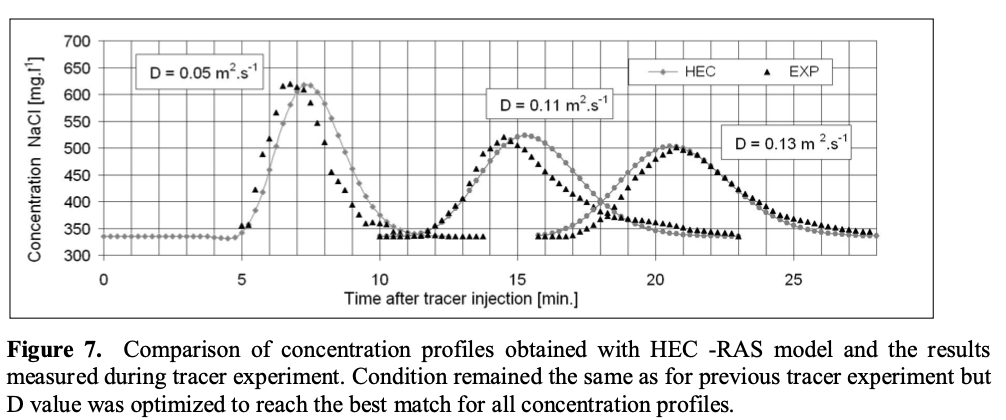 700
650
600
550
500
450
400
350
300
Concentration NaCl [mg.l¹]
D = 0.05 m².s⁻¹
HEC
EXP
D = 0.11 m².s⁻¹
D = 0.13 m ².s⁻¹
0
5
10
15
20
25
Time after tracer injection [min.]
Figure 7. Comparison of concentration profiles obtained with HEC -RAS model and the results
measured during tracer experiment. Condition remained the same as for previous tracer experiment but
D value was optimized to reach the best match for all concentration profiles.